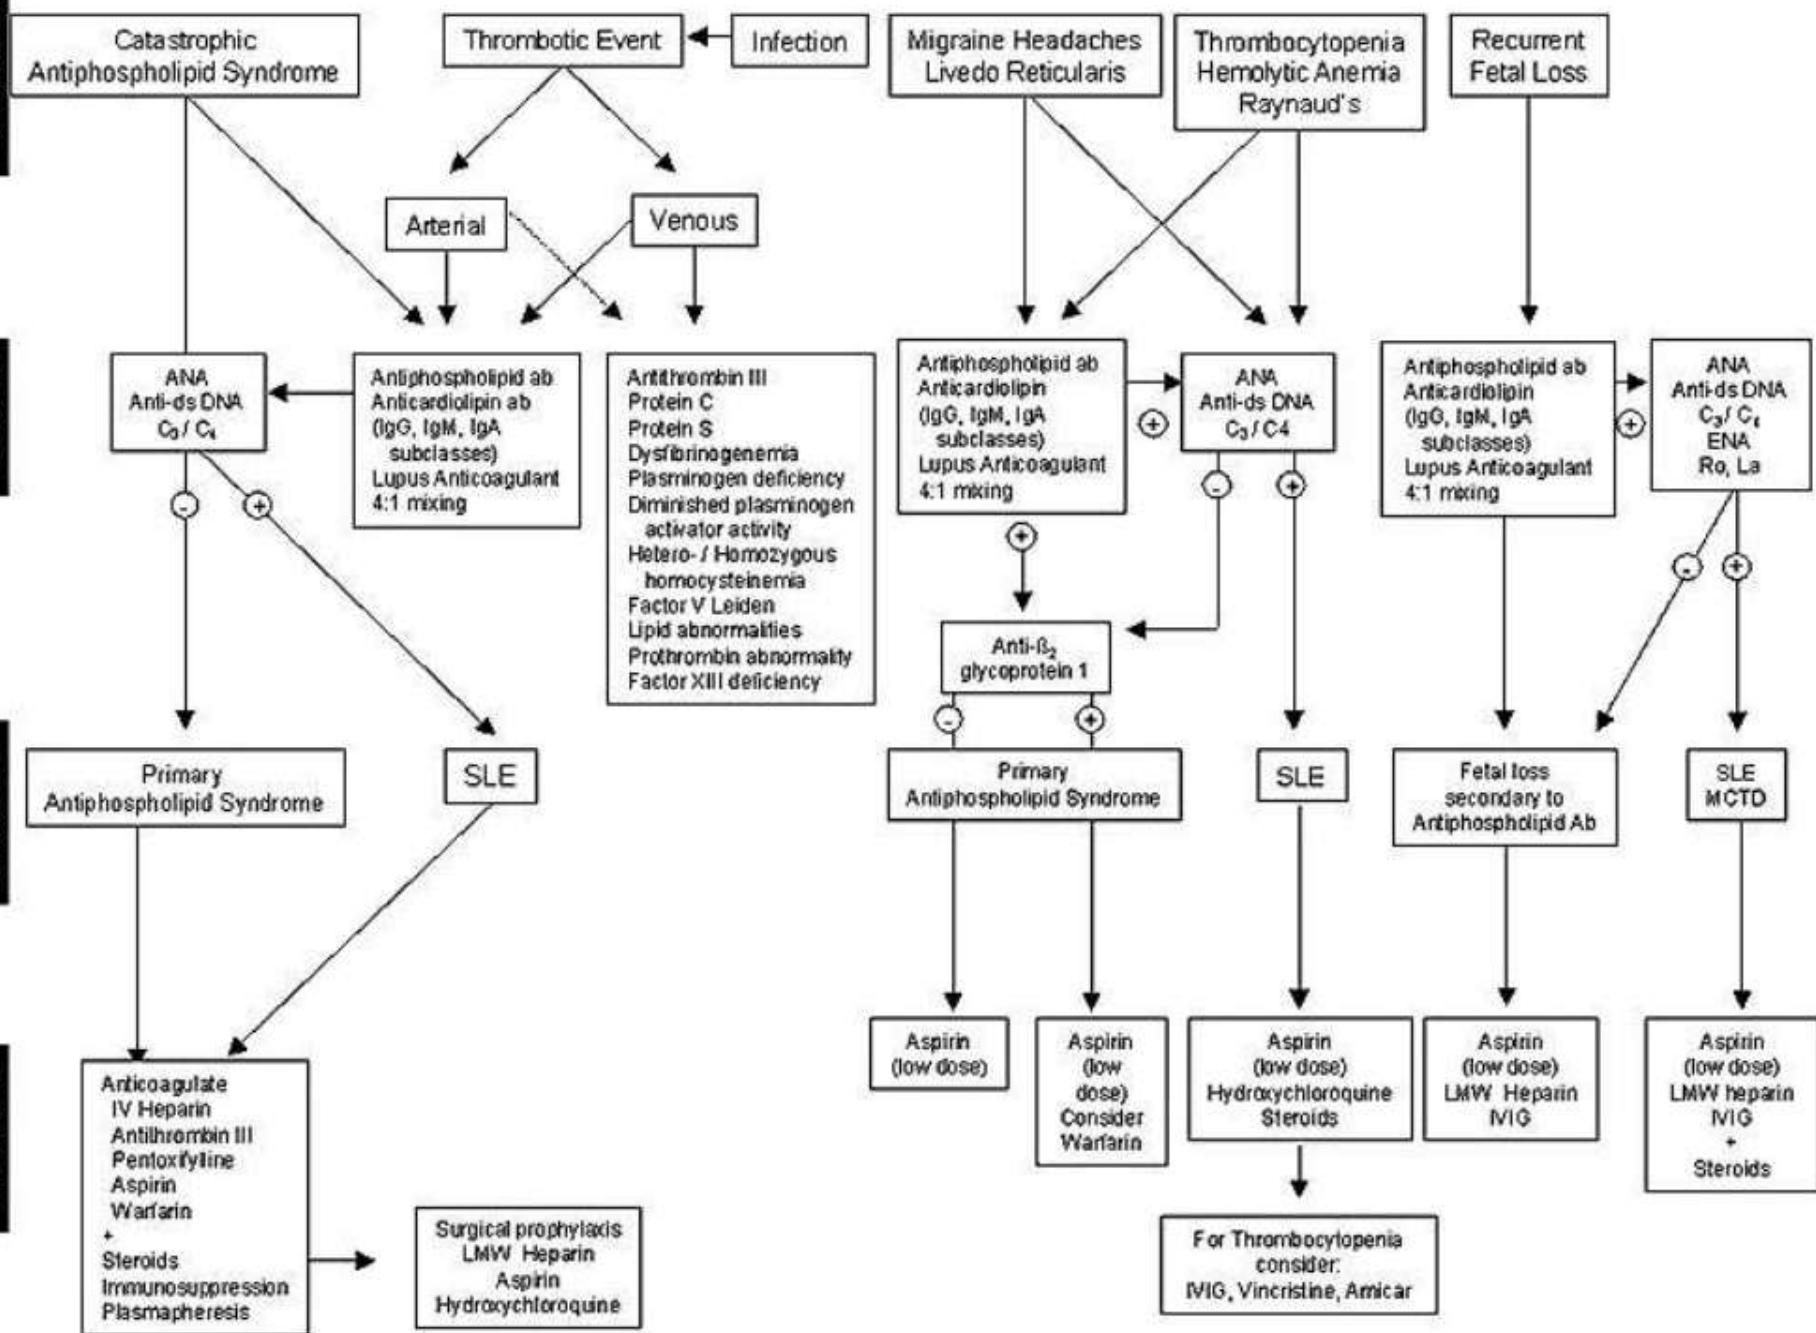 Catastrophic
Antiphospholipid Syndrome
Thrombotic Event
Infection
Migraine Headaches
Livedo Reticularis
Thrombocytopenia
Hemolytic Anemia
Raynaud's
Recurrent
Fetal Loss
Arterial
Venous
ANA
Anti-ds DNA
C3 / C4
Antiphospholipid ab
Anticardiolipin ab
(IgG, IgM, IgA
subclasses)
Lupus Anticoagulant
4:1 mixing
Antithrombin III
Protein C
Protein S
Dysfibrinogenemia
Plasminogen deficiency
Diminished plasminogen
activator activity
Hetero- / Homozygous
homocysteinemia
Factor V Leiden
Lipid abnormalities
Prothrombin abnormality
Factor XIII deficiency
Antiphospholipid ab
Anticardiolipin
(IgG, IgM, IgA
subclasses)
Lupus Anticoagulant
4:1 mixing
+
ANA
Anti-ds DNA
C3 / C4
Antiphospholipid ab
Anticardiolipin
(IgG, IgM, IgA
subclasses)
Lupus Anticoagulant
4:1 mixing
+
ANA
Anti-ds DNA
C3 / C4
ENA
Ro, La
-
+
+
-
+
-
+
Anti-ß2
glycoprotein 1
-
+
Primary
Antiphospholipid Syndrome
SLE
Primary
Antiphospholipid Syndrome
SLE
Fetal loss
secondary to
Antiphospholipid Ab
SLE
MCTD
Anticoagulate
IV Heparin
Antithrombin III
Pentoxifylline
Aspirin
Warfarin
+
Steroids
Immunosuppression
Plasmapheresis
Surgical prophylaxis
LMW Heparin
Aspirin
Hydroxychloroquine
Aspirin
(low dose)
Aspirin
(low
dose)
Consider
Warfarin
Aspirin
(low dose)
Hydroxychloroquine
Steroids
For Thrombocytopenia
consider:
IVIG, Vincristine, Amicar
Aspirin
(low dose)
LMW Heparin
IVIG
Aspirin
(low dose)
LMW heparin
IVIG
+
Steroids